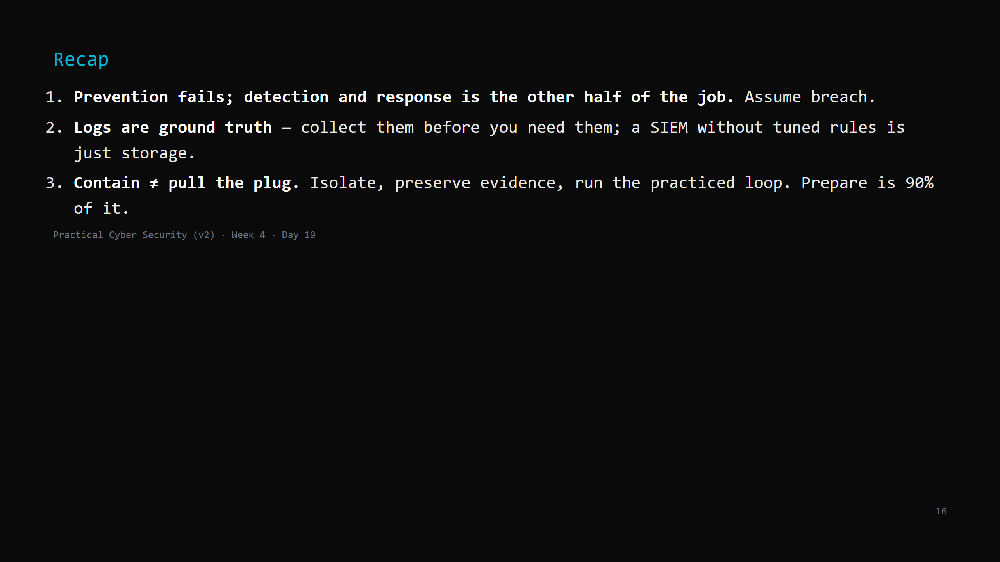 Recap
1. Prevention fails; detection and response is the other half of the job. Assume breach.
2. Logs are ground truth — collect them before you need them; a SIEM without tuned rules is
just storage.
3. Contain ≠ pull the plug. Isolate, preserve evidence, run the practiced loop. Prepare is 90%
of it.
Practical Cyber Security (v2) · Week 4 · Day 19
16